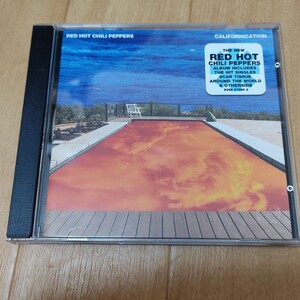 RED HOT CHILI PEPPERS
CALIFORNICATION
THE NEW
RED HOT
CHILI PEPPERS
ALBUM INCLUDES
THE HIT SINGLES
SCAR TISSUE,
AROUND THE WORLD
& OTHERSIDE